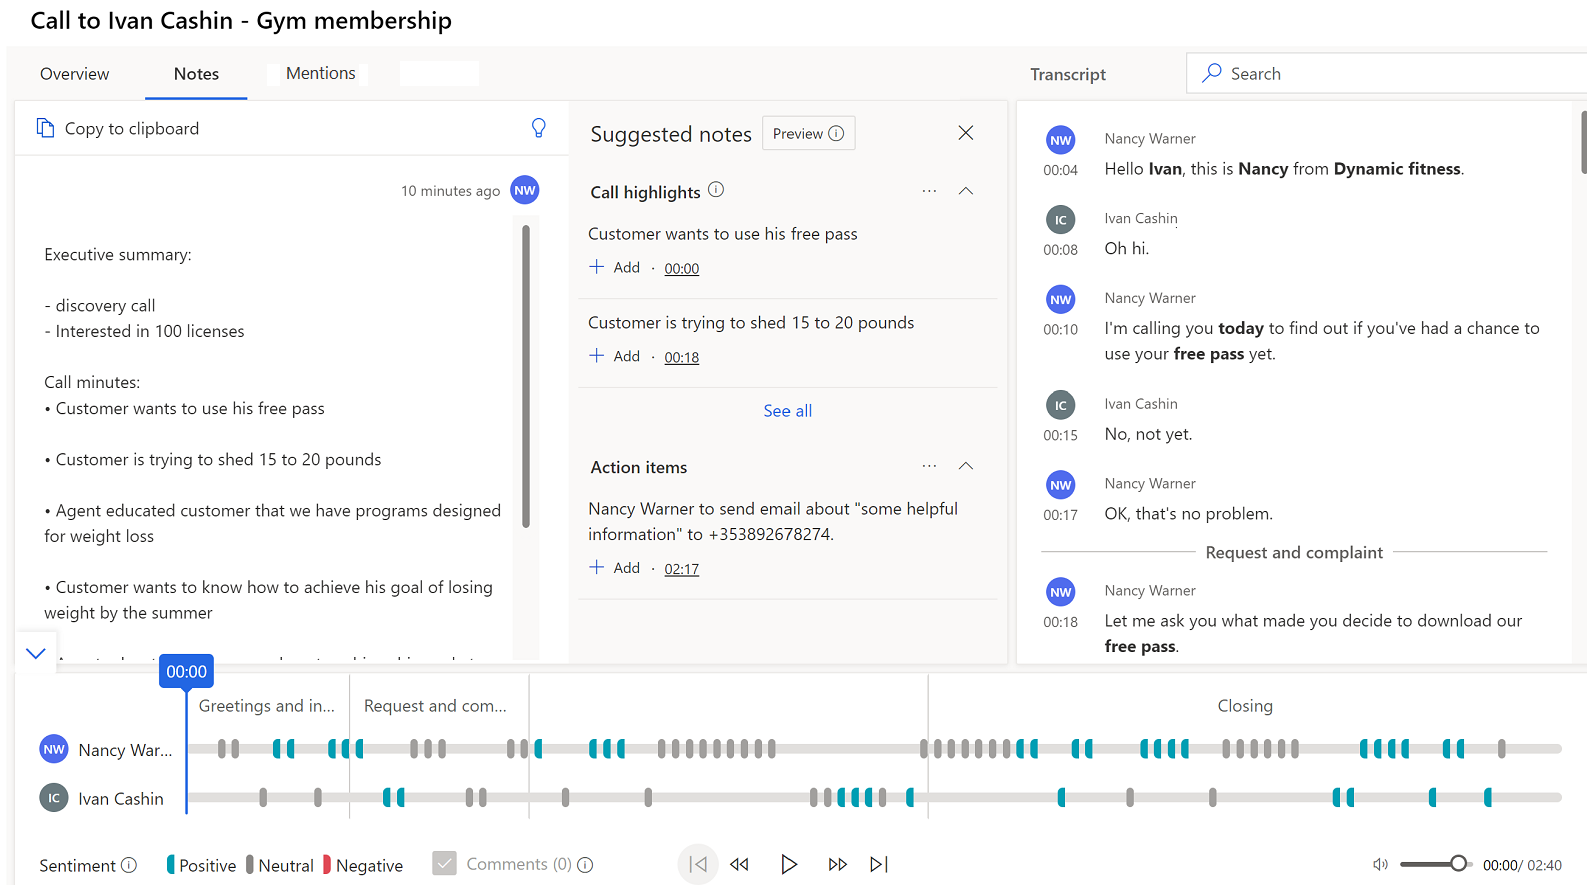 Call to Ivan Cashin - Gym membership
Overview
Notes
Mentions
Transcript
Search
Copy to clipboard
10 minutes ago NW
Executive summary:
- discovery call
- Interested in 100 licenses
Call minutes:
• Customer wants to use his free pass
• Customer is trying to shed 15 to 20 pounds
• Agent educated customer that we have programs designed
for weight loss
• Customer wants to know how to achieve his goal of losing
weight by the summer
Suggested notes
Preview
Call highlights
Customer wants to use his free pass
Add · 00:00
Customer is trying to shed 15 to 20 pounds
Add · 00:18
See all
Action items
Nancy Warner to send email about "some helpful
information" to +353892678274.
Add · 02:17
NW Nancy Warner
00:04 Hello Ivan, this is Nancy from Dynamic fitness.
IC Ivan Cashin
00:08 Oh hi.
NW Nancy Warner
00:10 I'm calling you today to find out if you've had a chance to
use your free pass yet.
IC Ivan Cashin
00:15 No, not yet.
NW Nancy Warner
00:17 OK, that's no problem.
Request and complaint
NW Nancy Warner
00:18 Let me ask you what made you decide to download our
free pass.
00:00
Greetings and in...
Request and com...
Closing
NW Nancy War...
IC Ivan Cashin
Sentiment
Positive
Neutral
Negative
Comments (0)
00:00/ 02:40